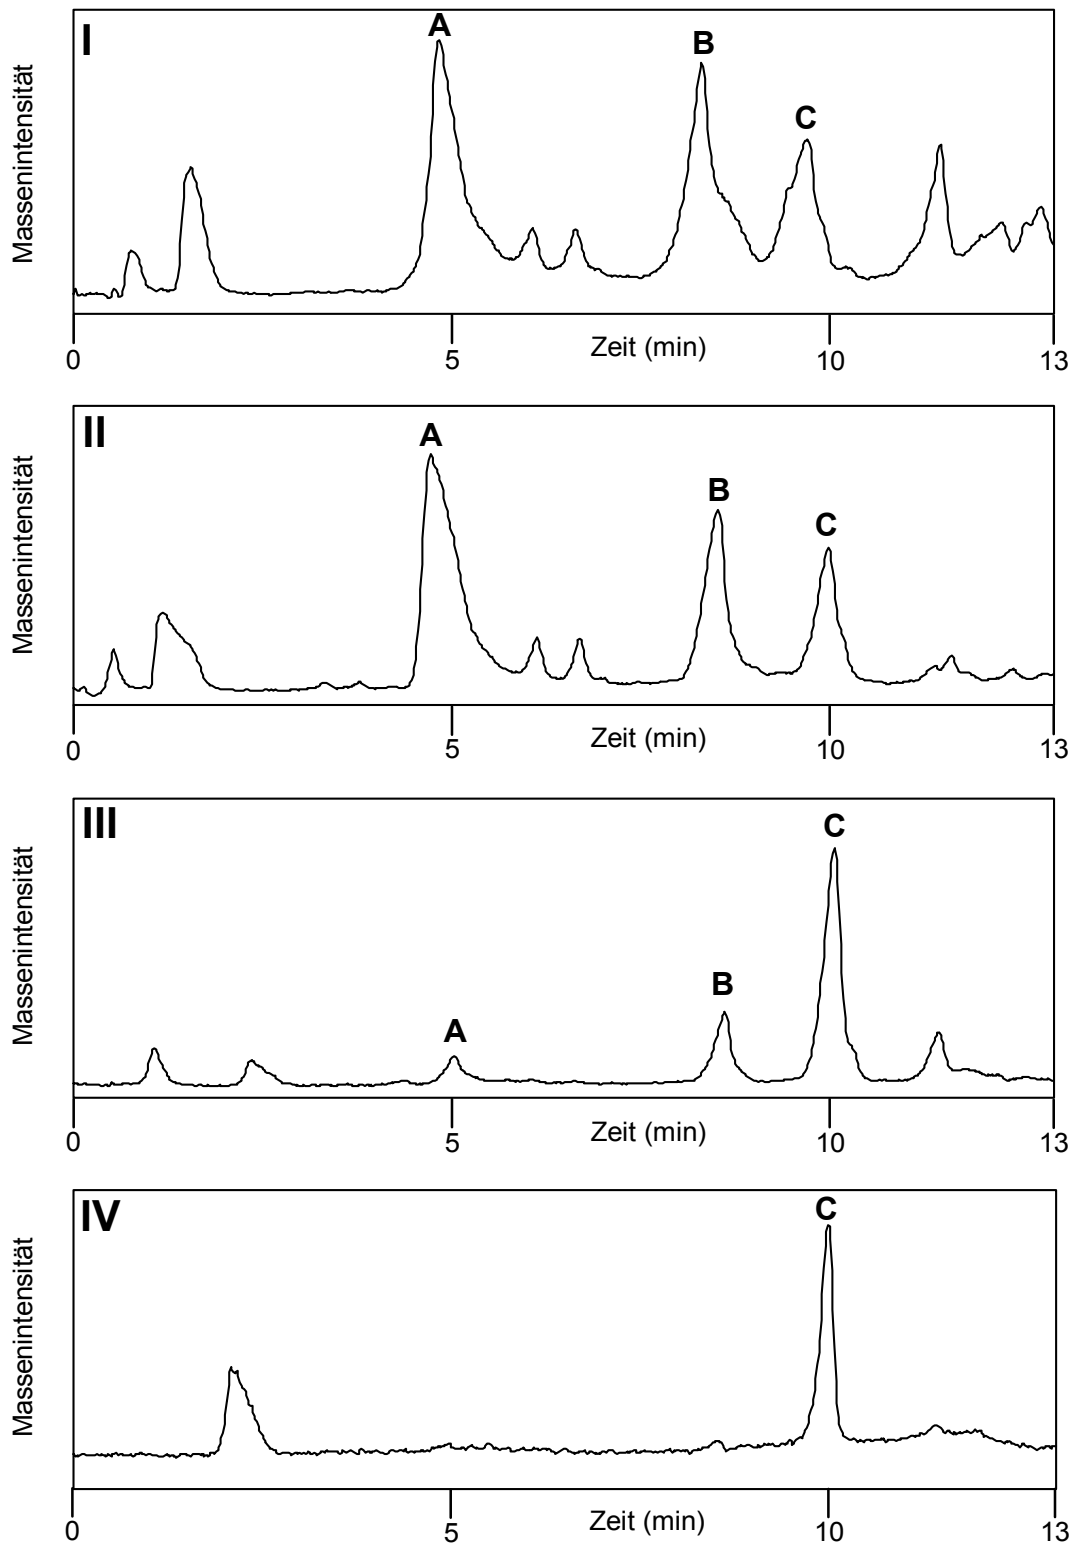 I
A
B
C
Massenintensität
0
5
Zeit (min)
10
13
II
A
B
C
Massenintensität
0
5
Zeit (min)
10
13
III
A
B
C
Massenintensität
0
5
Zeit (min)
10
13
IV
C
Massenintensität
0
5
Zeit (min)
10
13